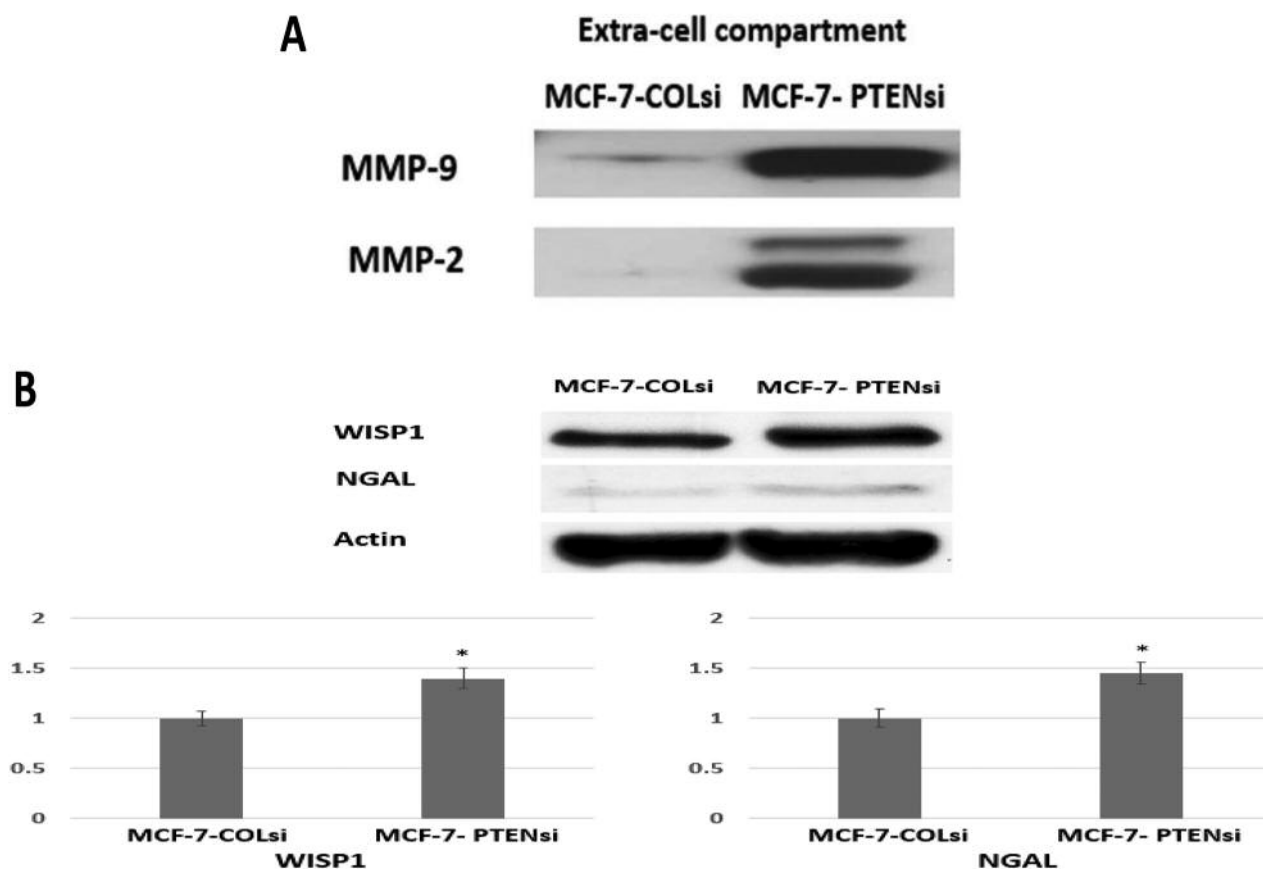 A
Extra-cell compartment
MCF-7-COLsi MCF-7- PTENsi
MMP-9
MMP-2
B
MCF-7-COLsi MCF-7- PTENsi
WISP1
NGAL
Actin
2
1.5
1
0.5
0
*
MCF-7-COLsi MCF-7- PTENsi
WISP1
2
1.5
1
0.5
0
*
MCF-7-COLsi MCF-7- PTENsi
NGAL